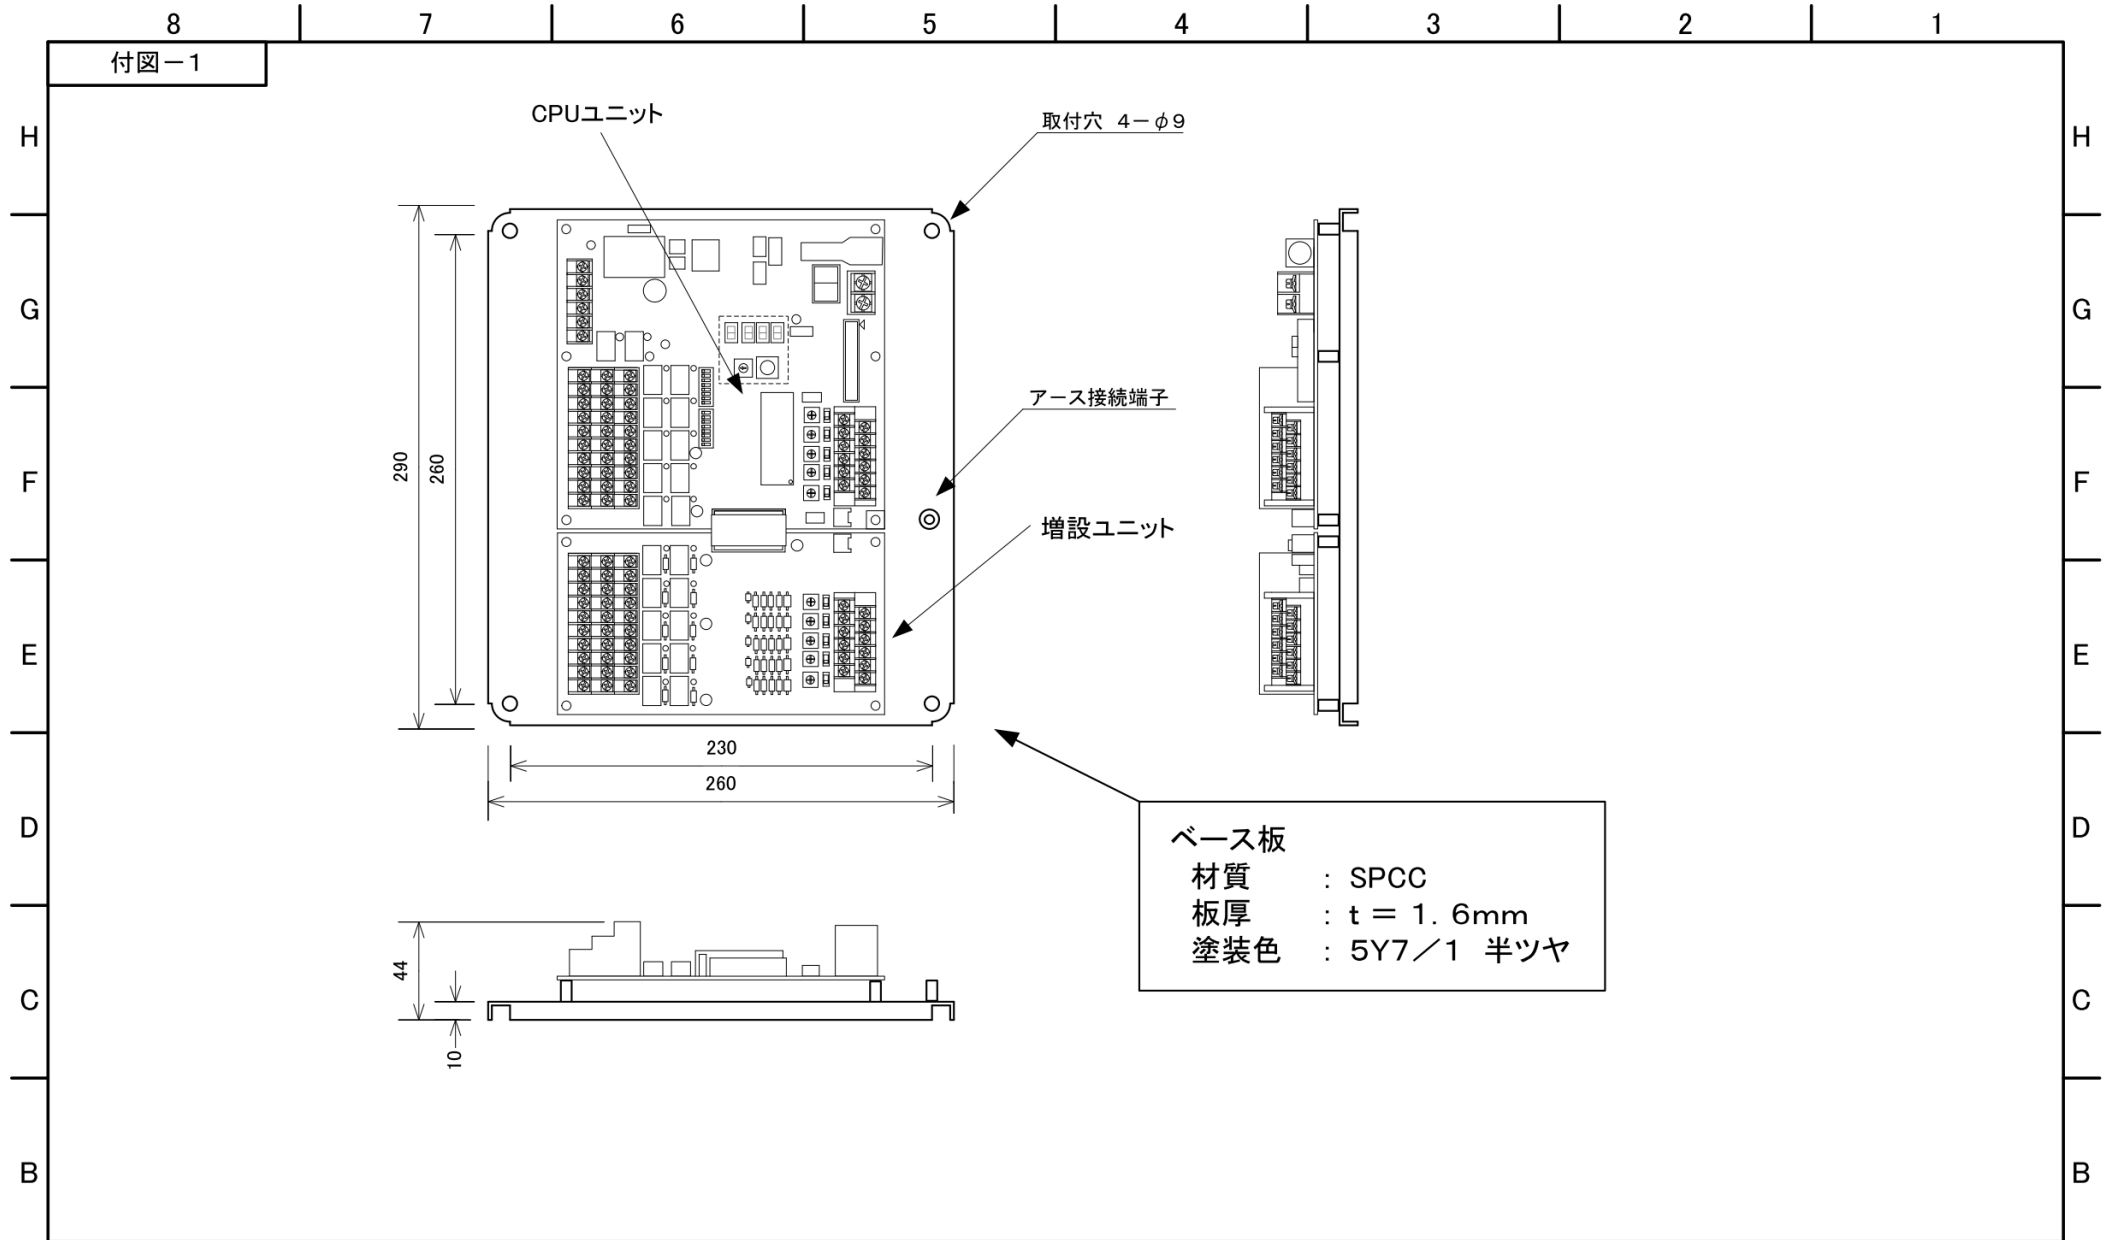 8 7 6 5 4 3 2 1
付図－1
CPUユニット
取付穴 4－φ9
H H
G G
アース接続端子
290
260
F F
増設ユニット
E E
230
260
D D
ベース板
材質 : SPCC
板厚 : t = 1.6mm
塗装色 : 5Y7／1 半ツヤ
44
C C
10
B B